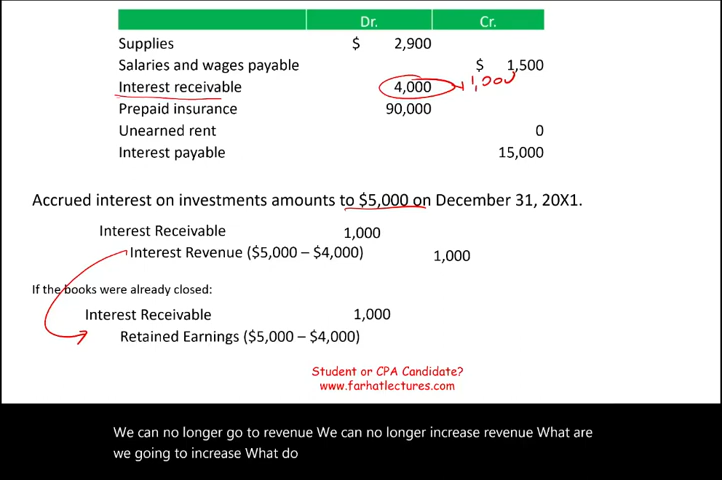 Dr. Cr.
Supplies $ 2,900
Salaries and wages payable $ 1,500
Interest receivable 4,000 +1,000
Prepaid insurance 90,000
Unearned rent 0
Interest payable 15,000
Accrued interest on investments amounts to $5,000 on December 31, 20X1.
Interest Receivable 1,000
Interest Revenue ($5,000 – $4,000) 1,000
If the books were already closed:
Interest Receivable 1,000
Retained Earnings ($5,000 – $4,000)
Student or CPA Candidate?
www.farhatlectures.com
We can no longer go to revenue We can no longer increase revenue What are
we going to increase What do